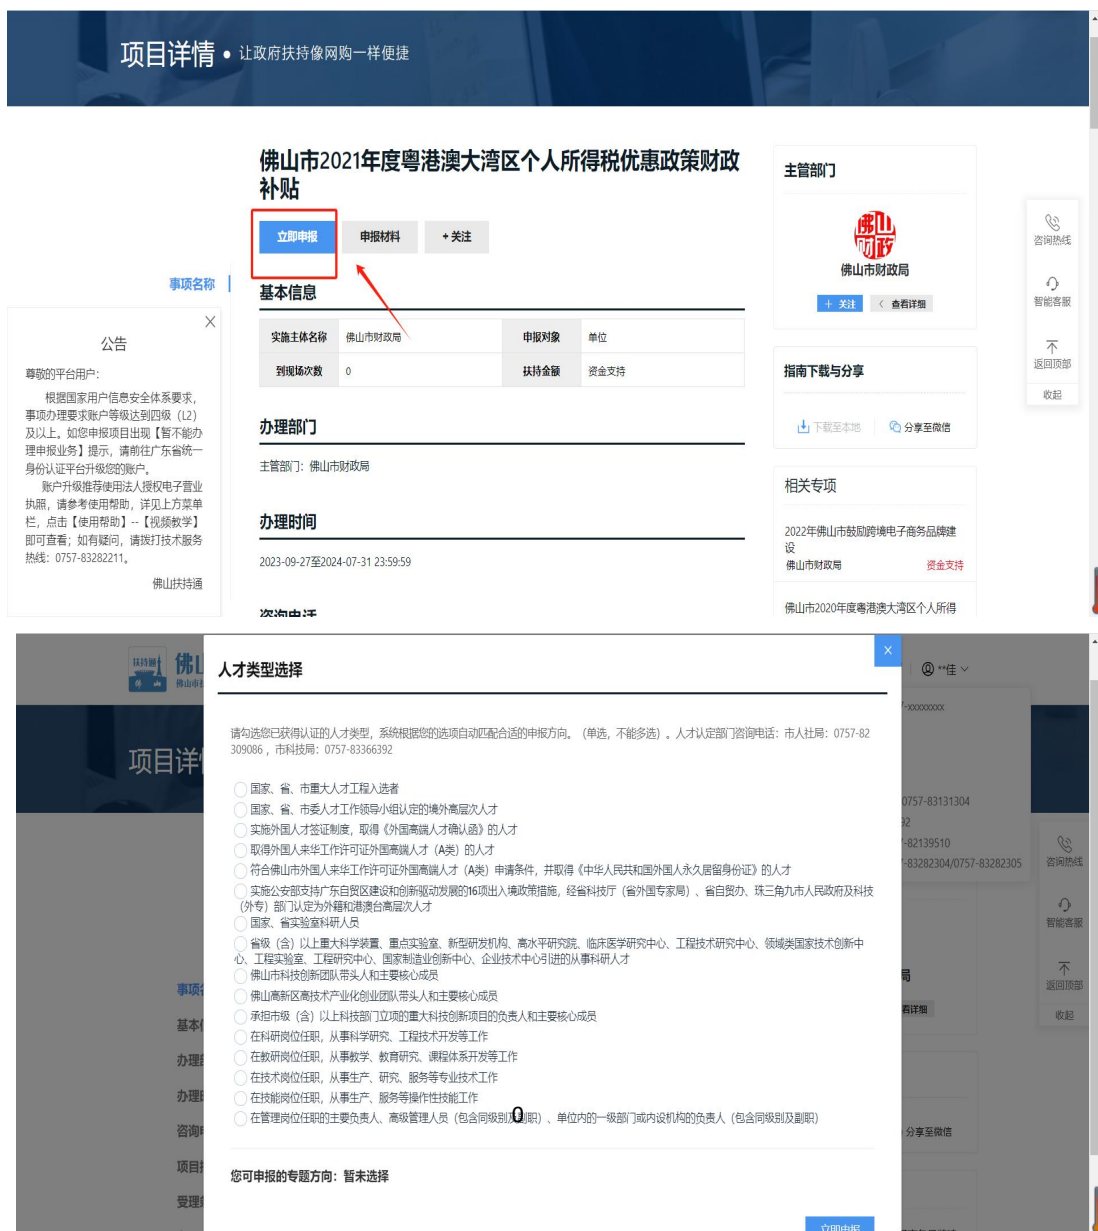 项目详情 • 让政府扶持像网购一样便捷
佛山市2021年度粤港澳大湾区个人所得税优惠政策财政
补贴
立即申报 申报材料 + 关注
事项名称
基本信息
实施主体名称 佛山市财政局 申报对象 单位
到现场次数 0 扶持金额 资金支持
办理部门
主管部门：佛山市财政局
办理时间
2023-09-27至2024-07-31 23:59:59
咨询电话
公告
尊敬的平台用户：
根据国家用户信息安全体系要求，
事项办理要求账户等级达到四级（L2）
及以上。如您申报项目出现【暂不能办
理申报业务】提示，请前往广东省统一
身份认证平台升级您的账户。
账户升级推荐使用法人授权电子营业
执照，请参考使用帮助，详见上方菜单
栏，点击【使用帮助】--【视频教学】
即可查看；如有疑问，请拨打技术服务
热线：0757-83282211。
佛山扶持通
主管部门
佛山
财政
佛山市财政局
+ 关注 查看详细
指南下载与分享
下载至本地 分享至微信
相关专项
2022年佛山市鼓励跨境电子商务品牌建
设
佛山市财政局 资金支持
佛山市2020年度粤港澳大湾区个人所得
咨询热线
智能客服
返回顶部
收起
扶持通 佛山
佛山市扶
**佳
项目详
人才类型选择
X
请勾选您已获得认证的人才类型，系统根据您的选项自动匹配合适的申报方向。（单选，不能多选）。人才认定部门咨询电话：市人社局：0757-82
309086 ，市科技局：0757-83366392
国家、省、市重大人才工程入选者
国家、省、市委人才工作领导小组认定的境外高层次人才
实施外国人才签证制度，取得《外国高端人才确认函》的人才
取得外国人来华工作许可证外国高端人才（A类）的人才
符合佛山市外国人来华工作许可证外国高端人才（A类）申请条件，并取得《中华人民共和国外国人永久居留身份证》的人才
实施公安部支持广东自贸区建设和创新驱动发展的16项出入境政策措施，经省科技厅（省外国专家局）、省自贸办、珠三角九市人民政府及科技
（外专）部门认定为外籍和港澳台高层次人才
国家、省实验室科研人员
省级（含）以上重大科学装置、重点实验室、新型研发机构、高水平研究院、临床医学研究中心、工程技术研究中心、领域类国家技术创新中
心、工程实验室、工程研究中心、国家制造业创新中心、企业技术中心引进的从事科研人才
佛山市科技创新团队带头人和主要核心成员
佛山高新区高技术产业化创业团队带头人和主要核心成员
承担市级（含）以上科技部门立项的重大科技创新项目的负责人和主要核心成员
在科研岗位任职，从事科学研究、工程技术开发等工作
在教研岗位任职，从事教学、教育研究、课程体系开发等工作
在技术岗位任职，从事生产、研究、服务等专业技术工作
在技能岗位任职，从事生产、服务等操作性技能工作
在管理岗位任职的主要负责人、高级管理人员（包含同级别及副职）、单位内的一级部门或内设机构的负责人（包含同级别及副职）
0
您可申报的专题方向：暂未选择
立即申报
事项
基本
办理
办理
咨询
项目
受理
7-xxxxxxxx
0757-83131304
92
-82139510
7-83282304/0757-83282305
局
看详细
分享至微信
咨询热线
智能客服
返回顶部
收起